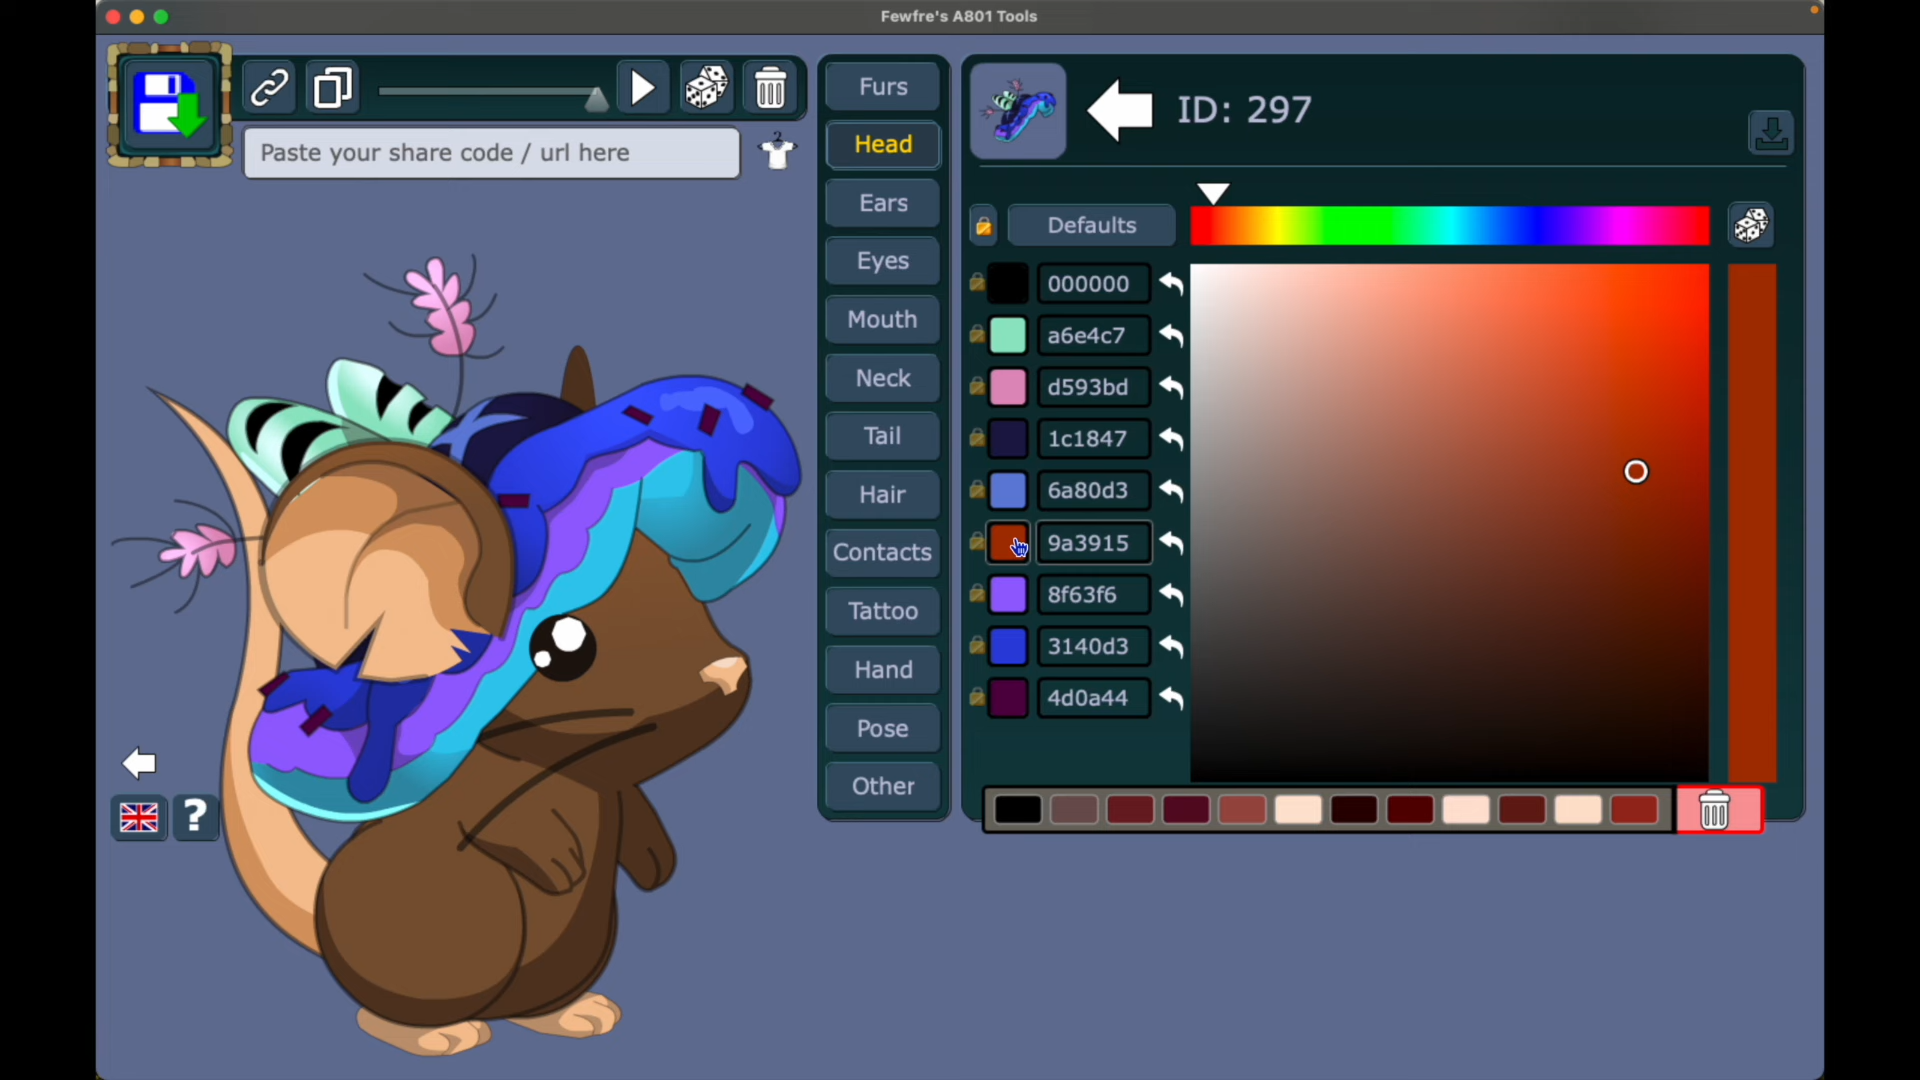 Fewfre's A801 Tools
Paste your share code / url here
2
Furs
Head
Ears
Eyes
Mouth
Neck
Tail
Hair
Contacts
Tattoo
Hand
Pose
Other
ID: 297
Defaults
000000
a6e4c7
d593bd
1c1847
6a80d3
9a3915
8f63f6
3140d3
4d0a44
?